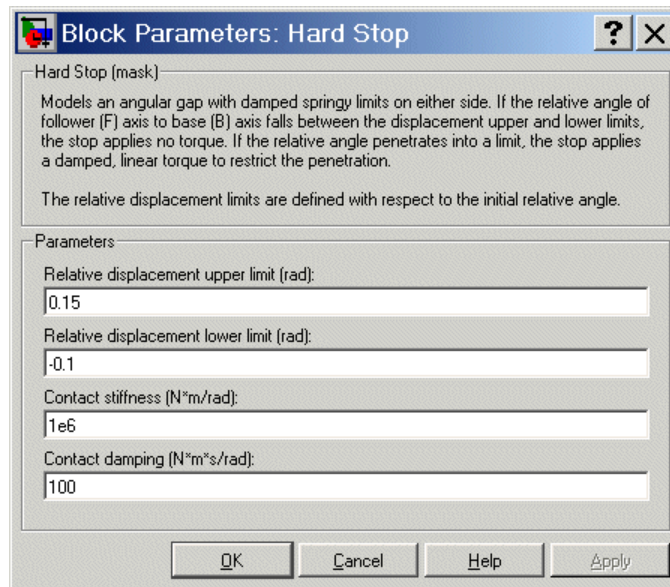 Block Parameters: Hard Stop
Hard Stop (mask)
Models an angular gap with damped springy limits on either side. If the relative angle of
follower (F) axis to base (B) axis falls between the displacement upper and lower limits,
the stop applies no torque. If the relative angle penetrates into a limit, the stop applies
a damped, linear torque to restrict the penetration.
The relative displacement limits are defined with respect to the initial relative angle.
Parameters
Relative displacement upper limit (rad):
0.15
Relative displacement lower limit (rad):
-0.1
Contact stiffness (N*m/rad):
1e6
Contact damping (N*m*s/rad):
100
OK Cancel Help Apply